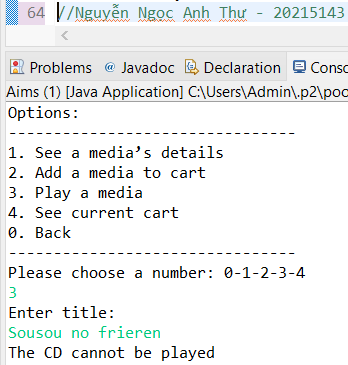 64 //Nguyễn Ngọc Anh Thư - 20215143
Problems @ Javadoc Declaration Conso
Aims (1) [Java Application] C:\Users\Admin\.p2\poo
Options:
--------------------------------
1. See a media’s details
2. Add a media to cart
3. Play a media
4. See current cart
0. Back
--------------------------------
Please choose a number: 0-1-2-3-4
3
Enter title:
Sousou no frieren
The CD cannot be played